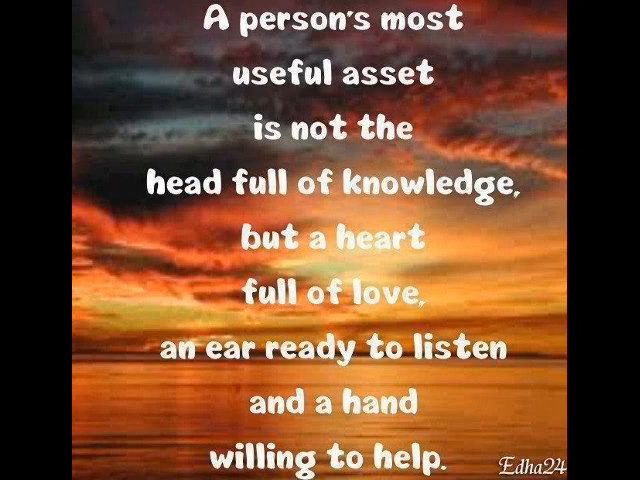 A person's most
useful asset
is not the
head full of knowledge,
but a heart
full of love,
an ear ready to listen
and a hand
willing to help.
Edha24